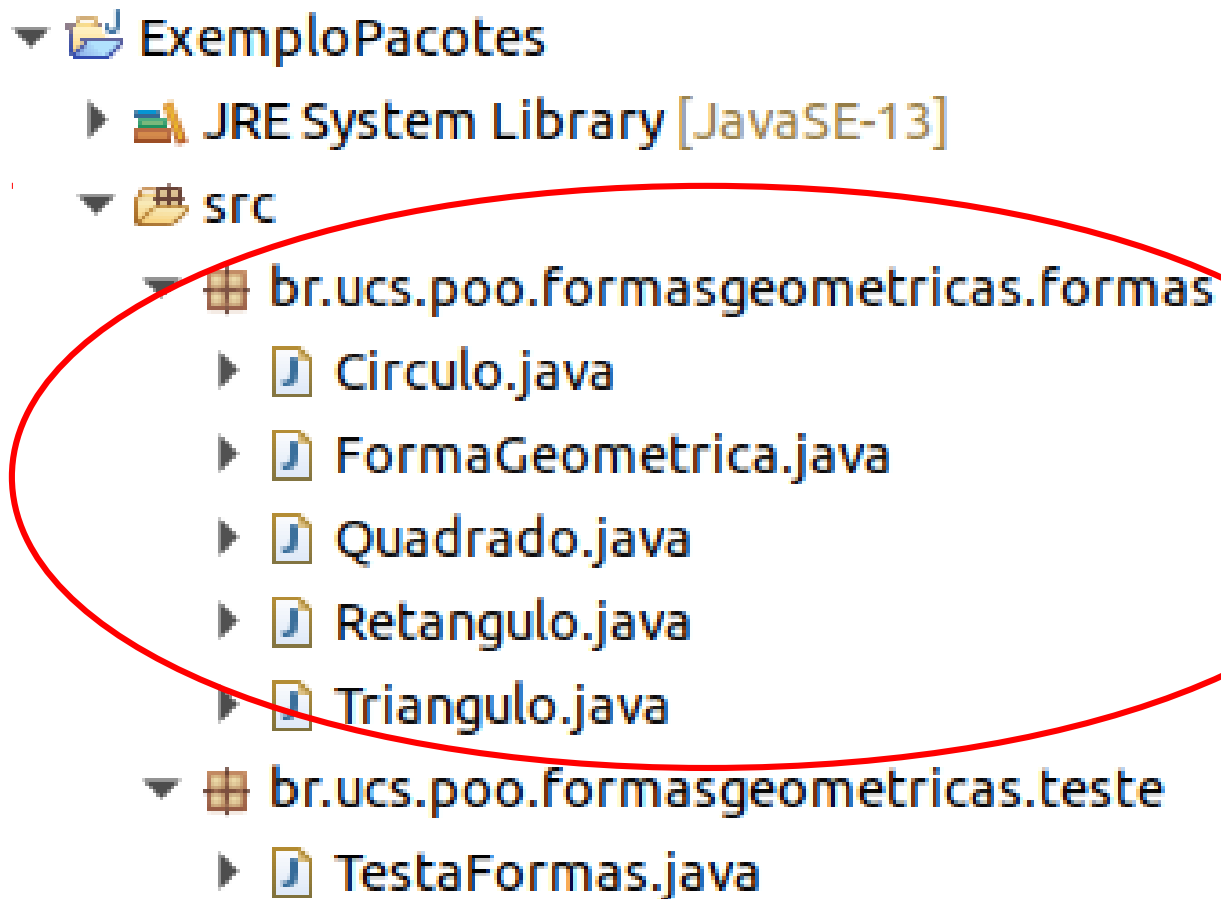 ExemploPacotes
JRE System Library [JavaSE-13]
src
br.ucs.poo.formasgeometricas.formas
Circulo.java
FormaGeometrica.java
Quadrado.java
Retangulo.java
Triangulo.java
br.ucs.poo.formasgeometricas.teste
TestaFormas.java